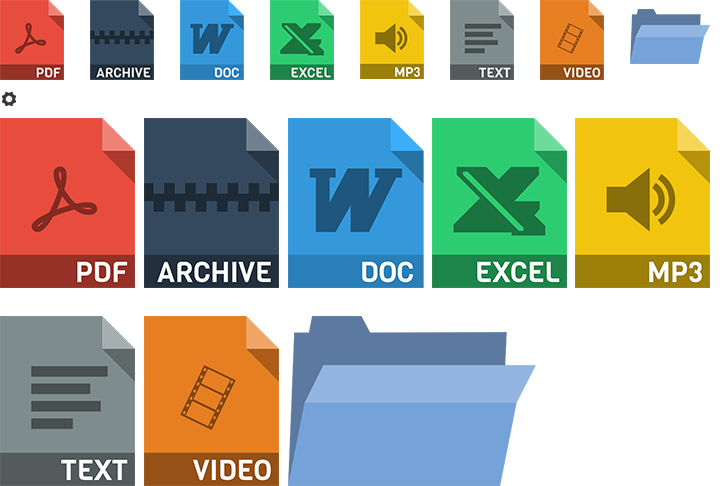 PDF
ARCHIVE
DOC
EXCEL
MP3
TEXT
VIDEO
PDF
ARCHIVE
W
DOC
EXCEL
MP3
TEXT
VIDEO